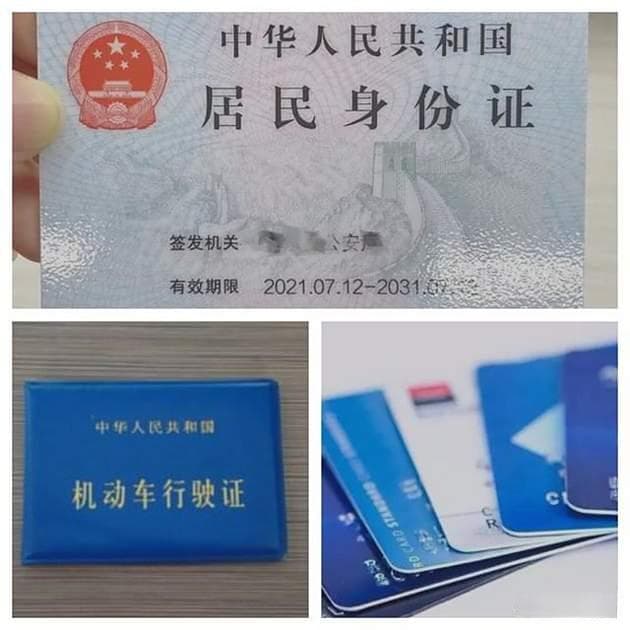 中华人民共和国
居民身份证
签发机关 公安
有效期限 2021.07.12-2031.07
中华人民共和国
机动车行驶证
CARD STANDARD